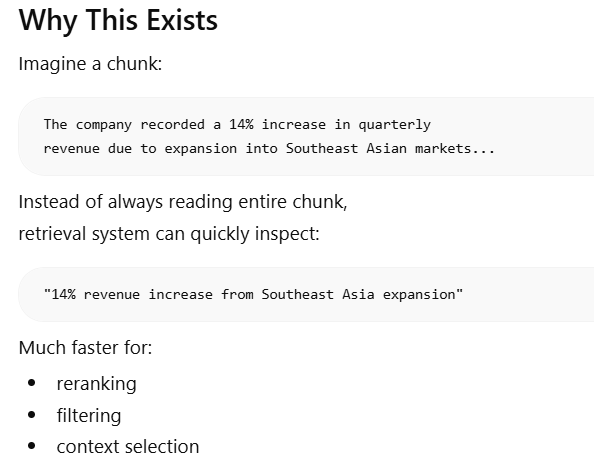 Why This Exists
Imagine a chunk:
The company recorded a 14% increase in quarterly
revenue due to expansion into Southeast Asian markets...
Instead of always reading entire chunk,
retrieval system can quickly inspect:
"14% revenue increase from Southeast Asia expansion"
Much faster for:
• reranking
• filtering
• context selection